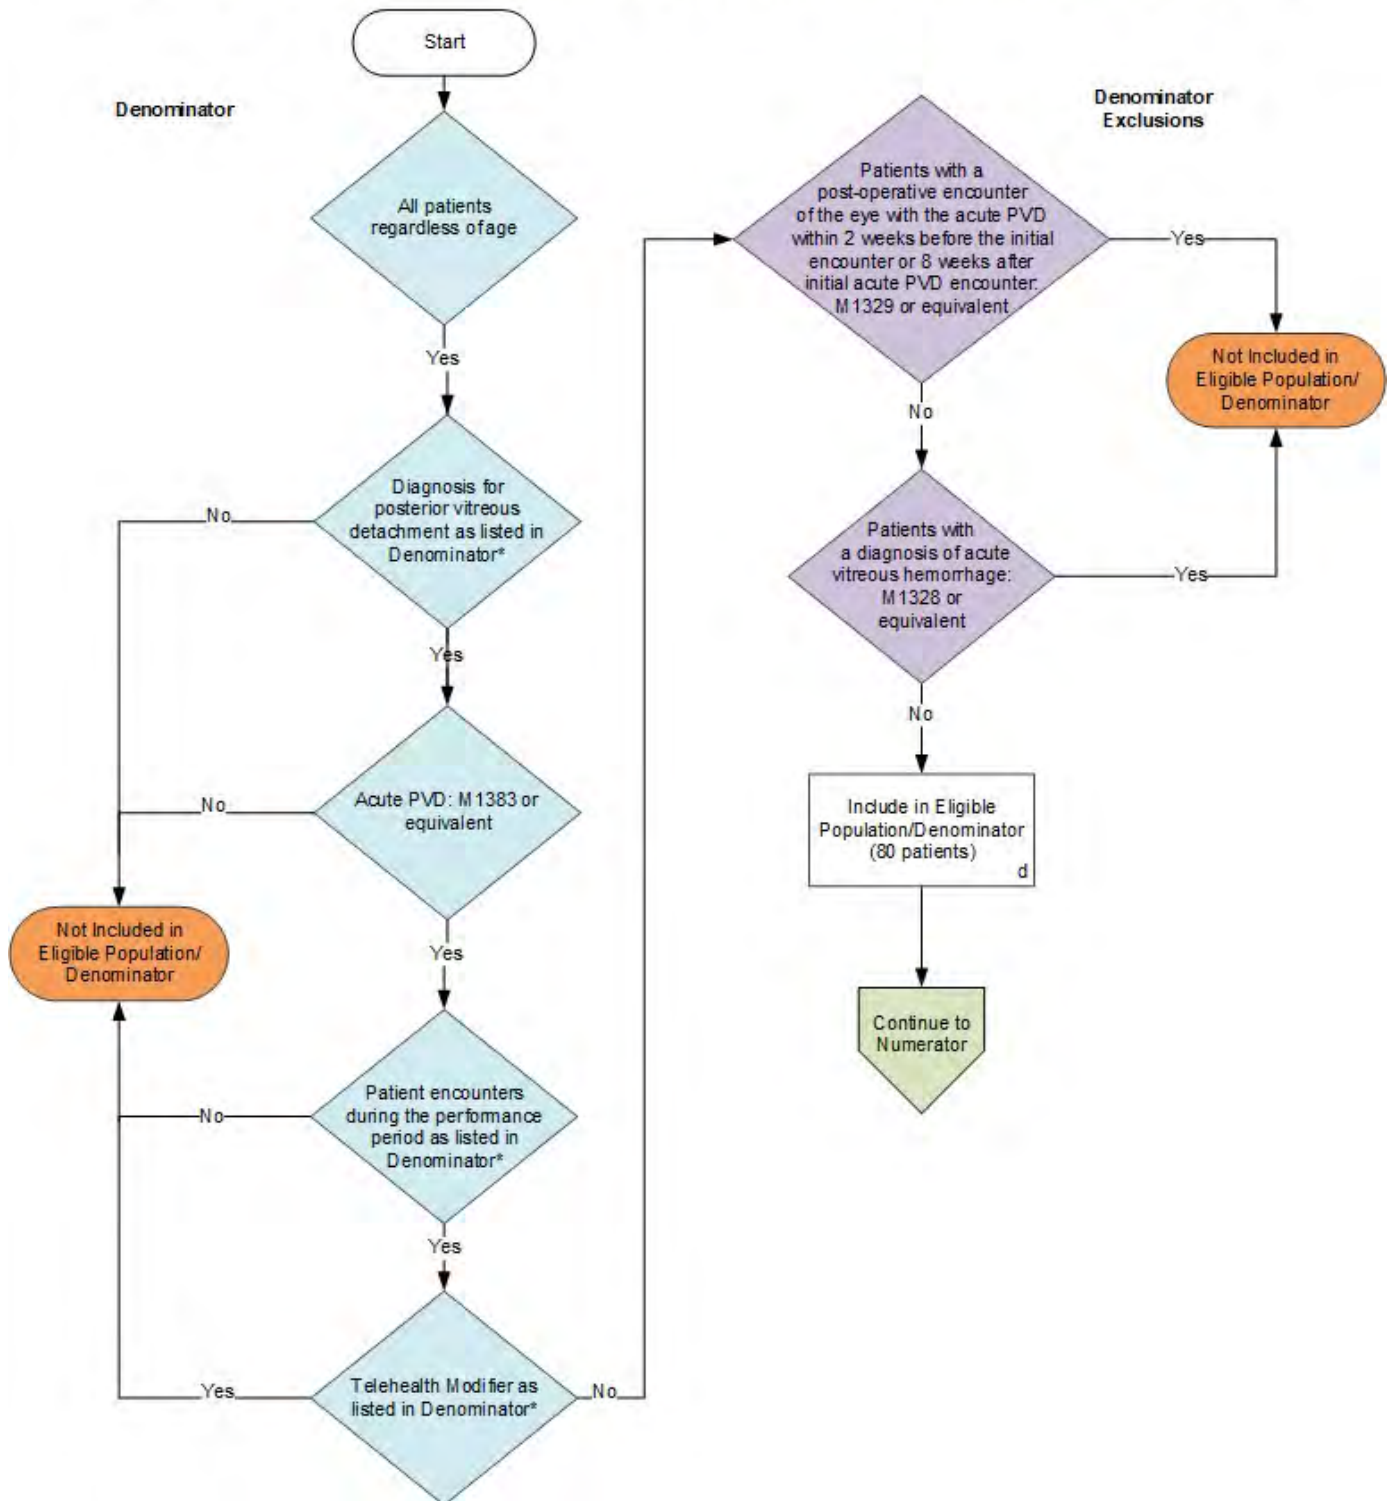 Start
Denominator
All patients
regardless of age
Yes
Diagnosis for
posterior vitreous
detachment as listed in
Denominator*
No
Yes
Acute PVD: M1383 or
equivalent
No
Yes
Not Included in
Eligible Population/
Denominator
Patient encounters
during the performance
period as listed in
Denominator*
No
Yes
Telehealth Modifier as
listed in Denominator*
Yes
No
Denominator
Exclusions
Patients with a
post-operative encounter
of the eye with the acute PVD
within 2 weeks before the initial
encounter or 8 weeks after
initial acute PVD encounter:
M1329 or equivalent
Yes
Not Included in
Eligible Population/
Denominator
No
Patients with
a diagnosis of acute
vitreous hemorrhage:
M1328 or
equivalent
Yes
No
Include in Eligible
Population/Denominator
(80 patients)
d
Continue to
Numerator